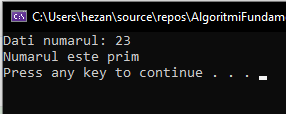 C:\Users\hezan\source\repos\AlgoritmiFundam
Dati numarul: 23
Numarul este prim
Press any key to continue . . .